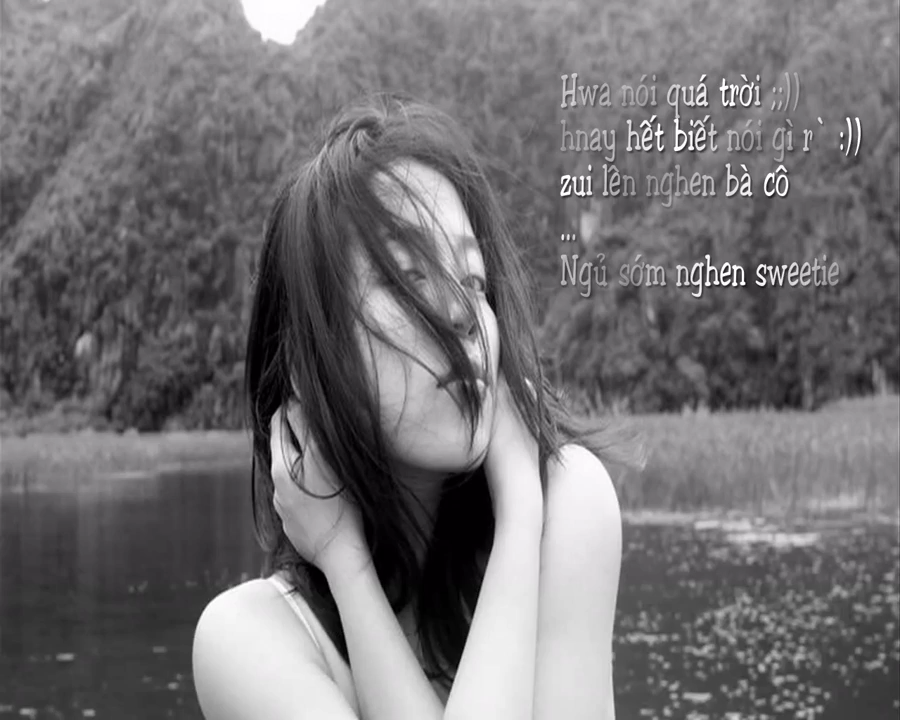 Hwa nói quá trời ;;))
hnay hết biết nói gì r` :))
zui lên nghen bà cô
...
Ngủ sớm nghen sweetie